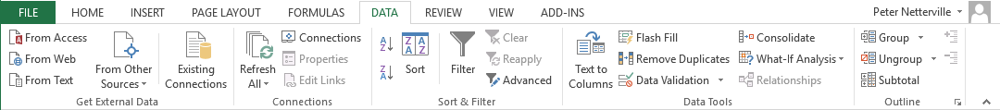 FILE HOME INSERT PAGE LAYOUT FORMULAS DATA REVIEW VIEW ADD-INS Peter Netterville
From Access
From Web
From Text
From Other
Sources
Existing
Connections
Get External Data
Refresh
All
Connections
Properties
Edit Links
Connections
A
Z
Z
A
Z A
A Z
Sort
Filter
Clear
Reapply
Advanced
Sort & Filter
Text to
Columns
Flash Fill
Remove Duplicates
Data Validation
Consolidate
What-If Analysis
Relationships
Data Tools
Group
Ungroup
Subtotal
Outline